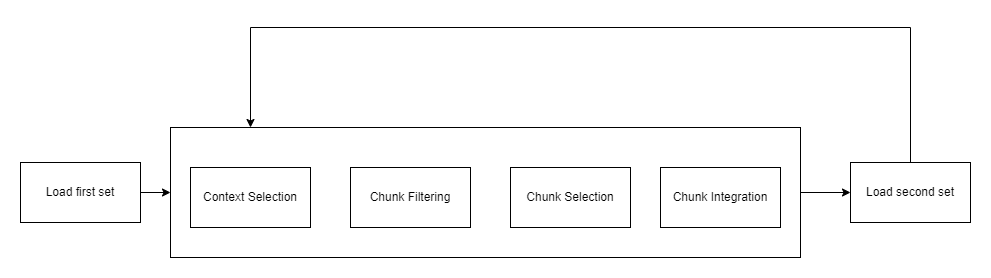 Load first set
Context Selection
Chunk Filtering
Chunk Selection
Chunk Integration
Load second set